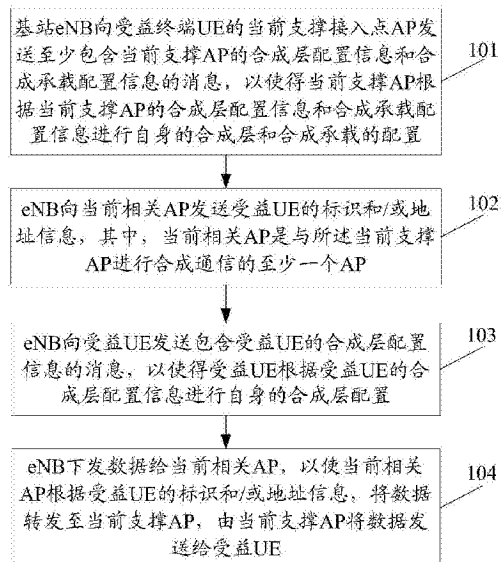 基站eNB向受益终端UE的当前支撑接入点AP发
送至少包含当前支撑AP的合成层配置信息和合
成承载配置信息的消息，以使得当前支撑AP根
据当前支撑AP的合成层配置信息和合成承载配
置信息进行自身的合成层和合成承载的配置
101
eNB向当前相关AP发送受益UE的标识和/或地
址信息，其中，当前相关AP是与所述当前支撑
AP进行合成通信的至少一个AP
102
eNB向受益UE发送包含受益UE的合成层配置
信息的消息，以使得受益UE根据受益UE的合
成层配置信息进行自身的合成层配置
103
eNB下发数据给当前相关AP，以使当前相关
AP根据受益UE的标识和/或地址信息，将数据
转发至当前支撑AP，由当前支撑AP将数据发
送给受益UE
104